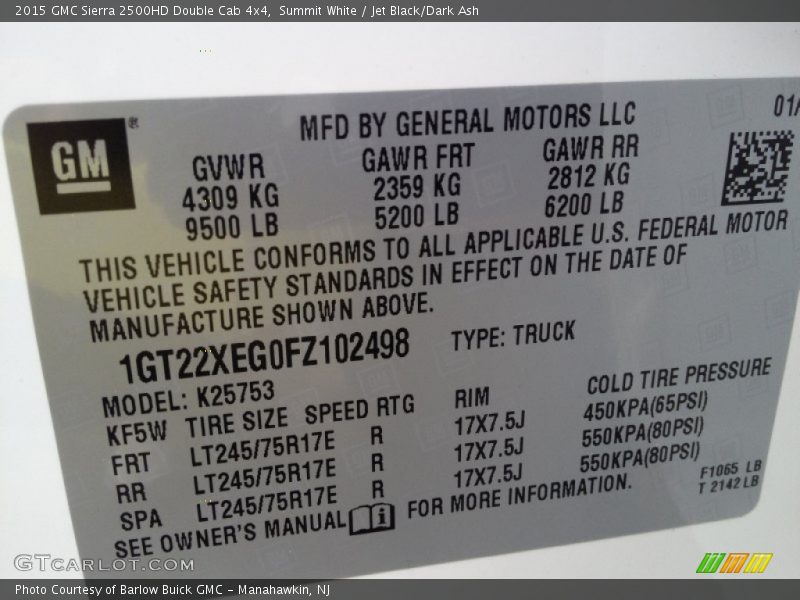 2015 GMC Sierra 2500HD Double Cab 4x4, Summit White / Jet Black/Dark Ash
GM®
MFD BY GENERAL MOTORS LLC
GVWR GAWR FRT GAWR RR
4309 KG 2359 KG 2812 KG
9500 LB 5200 LB 6200 LB
THIS VEHICLE CONFORMS TO ALL APPLICABLE U.S. FEDERAL MOTOR
VEHICLE SAFETY STANDARDS IN EFFECT ON THE DATE OF
MANUFACTURE SHOWN ABOVE.
1GT22XEG0FZ102498 TYPE: TRUCK
MODEL: K25753
KF5W TIRE SIZE SPEED RTG RIM COLD TIRE PRESSURE
FRT LT245/75R17E R 17X7.5J 450KPA(65PSI)
RR LT245/75R17E R 17X7.5J 550KPA(80PSI)
SPA LT245/75R17E R 17X7.5J 550KPA(80PSI)
SEE OWNER'S MANUAL FOR MORE INFORMATION.
F1065 LB
T 2142 LB
GTCarLot.com
Photo Courtesy of Barlow Buick GMC – Manahawkin, NJ